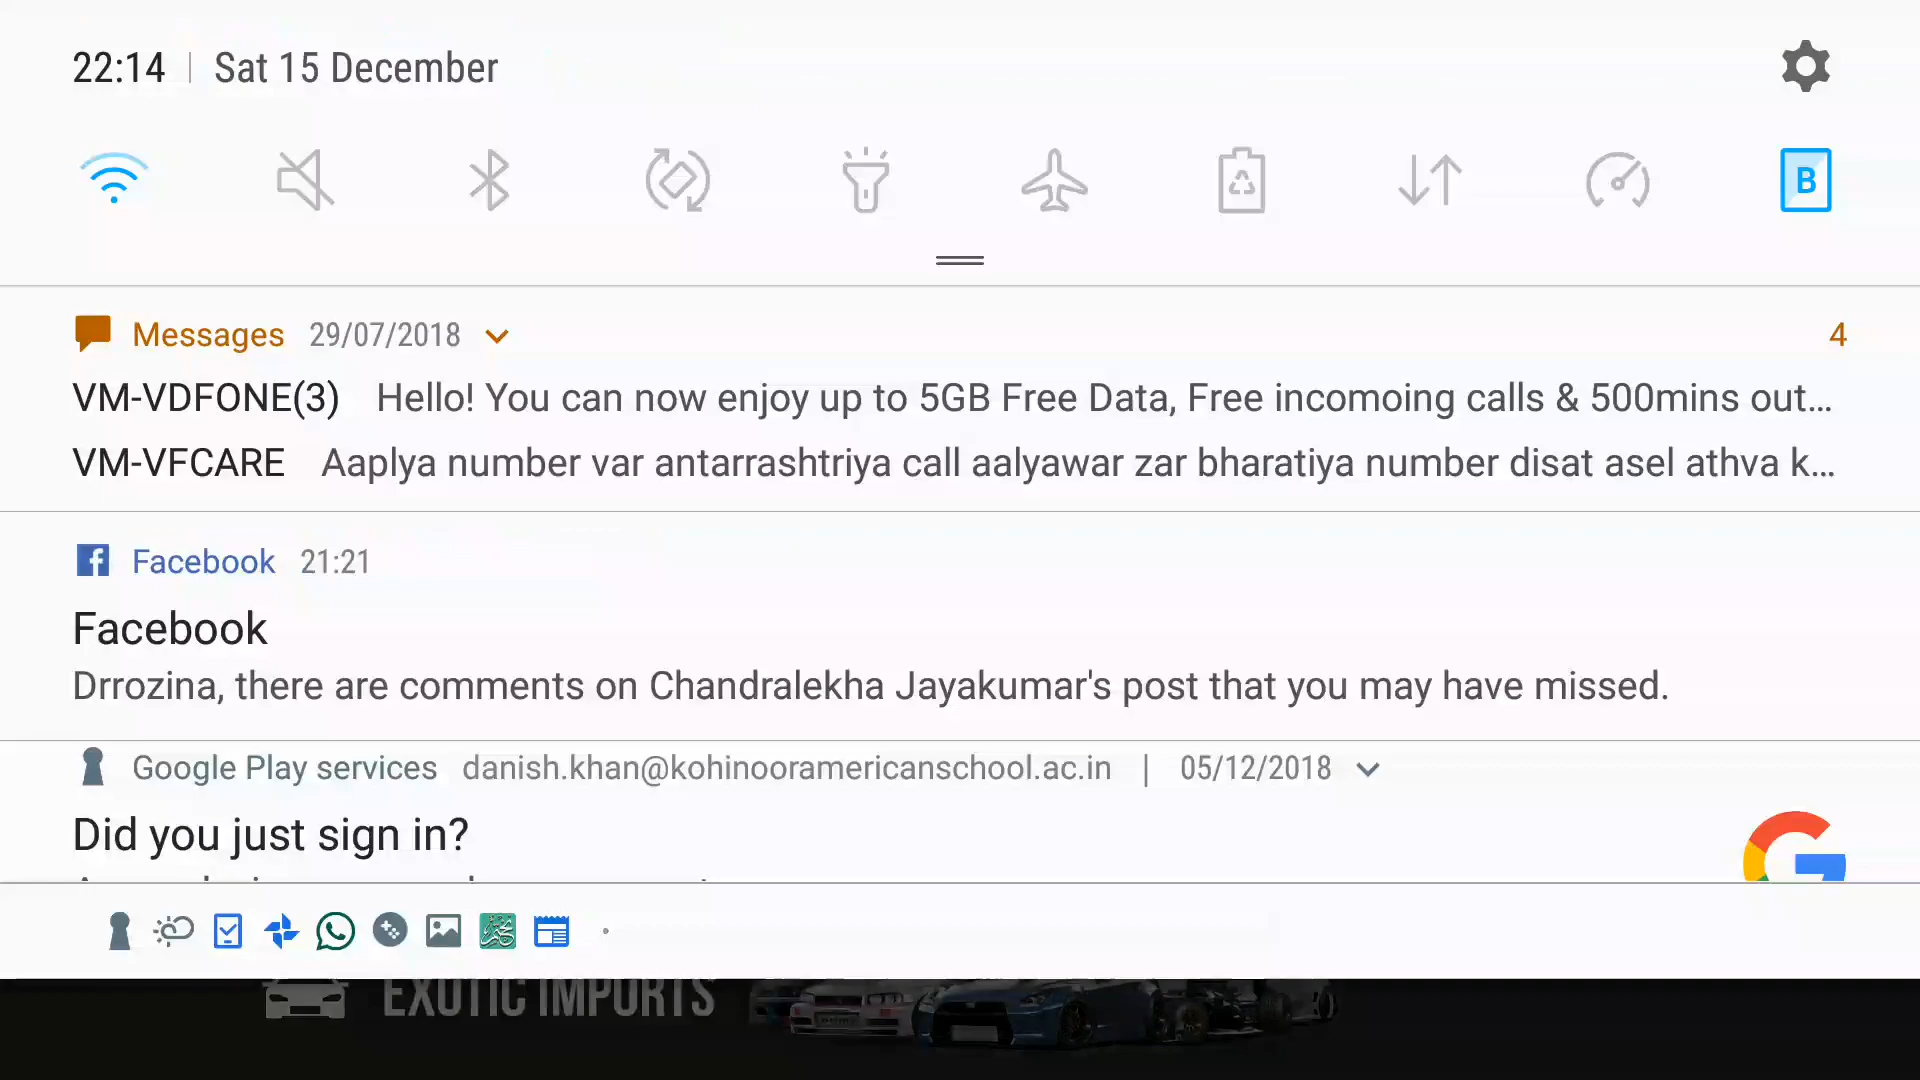 22:14 | Sat 15 December
B
Messages 29/07/2018 4
VM-VDFONE(3) Hello! You can now enjoy up to 5GB Free Data, Free incomoing calls & 500mins out...
VM-VFCARE Aaplya number var antarrashtriya call aalyawar zar bharatiya number disat asel athva k...
Facebook 21:21
Facebook
Drrozina, there are comments on Chandralekha Jayakumar's post that you may have missed.
Google Play services danish.khan@kohinooramericanschool.ac.in | 05/12/2018
Did you just sign in?
EXOTIC IMPORTS